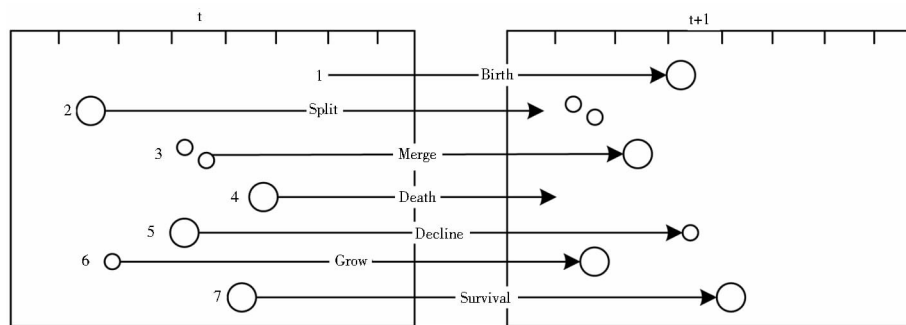 t t+1
1 Birth
2 Split
3 Merge
4 Death
5 Decline
6 Grow
7 Survival